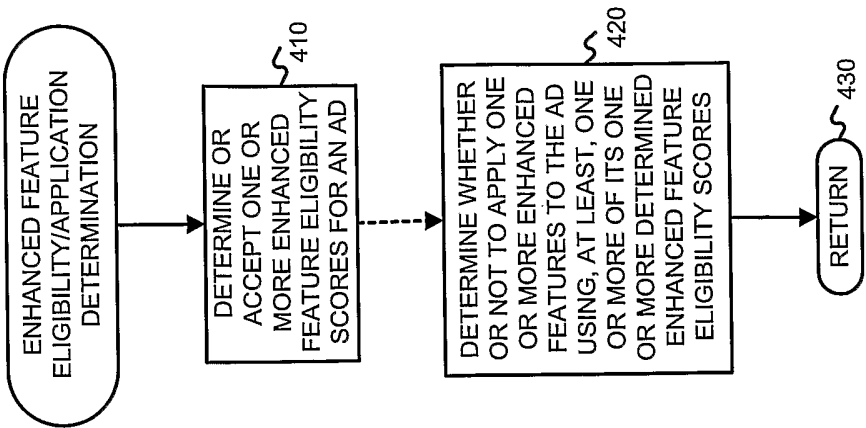 ENHANCED FEATURE
ELIGIBILITY/APPLICATION
DETERMINATION
410
DETERMINE OR
ACCEPT ONE OR
MORE ENHANCED
FEATURE ELIGIBILITY
SCORES FOR AN AD
420
DETERMINE WHETHER
OR NOT TO APPLY ONE
OR MORE ENHANCED
FEATURES TO THE AD
USING, AT LEAST, ONE
OR MORE OF ITS ONE
OR MORE DETERMINED
ENHANCED FEATURE
ELIGIBILITY SCORES
430
RETURN